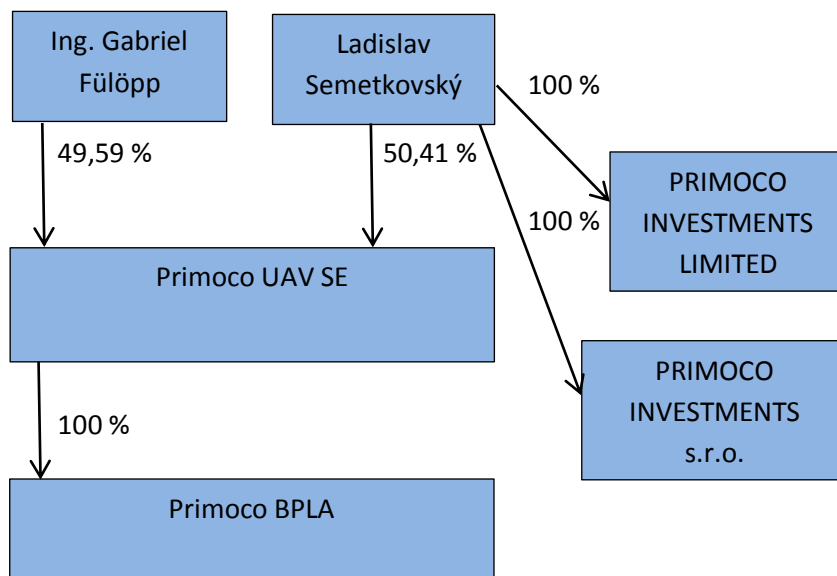 Ing. Gabriel
Fülöpp
Ladislav
Semetkovský
100 %
49,59 %
50,41 %
PRIMOCO
INVESTMENTS
LIMITED
100 %
Primoco UAV SE
PRIMOCO
INVESTMENTS
s.r.o.
100 %
Primoco BPLA